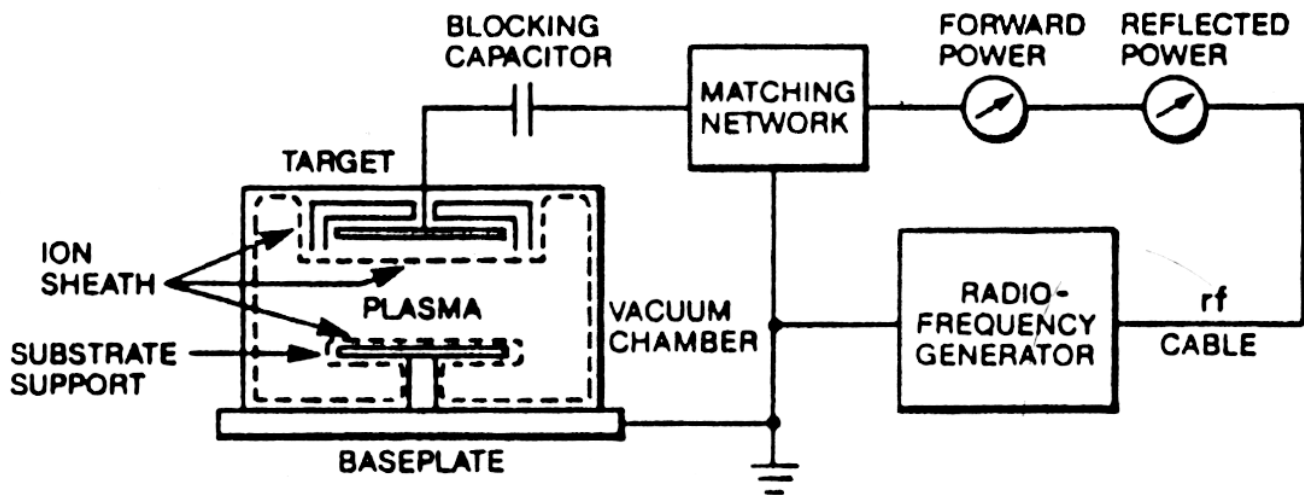 BLOCKING
CAPACITOR
FORWARD
POWER
REFLECTED
POWER
MATCHING
NETWORK
TARGET
ION
SHEATH
PLASMA
VACUUM
CHAMBER
SUBSTRATE
SUPPORT
RADIO-
FREQUENCY
GENERATOR
rf
CABLE
BASEPLATE